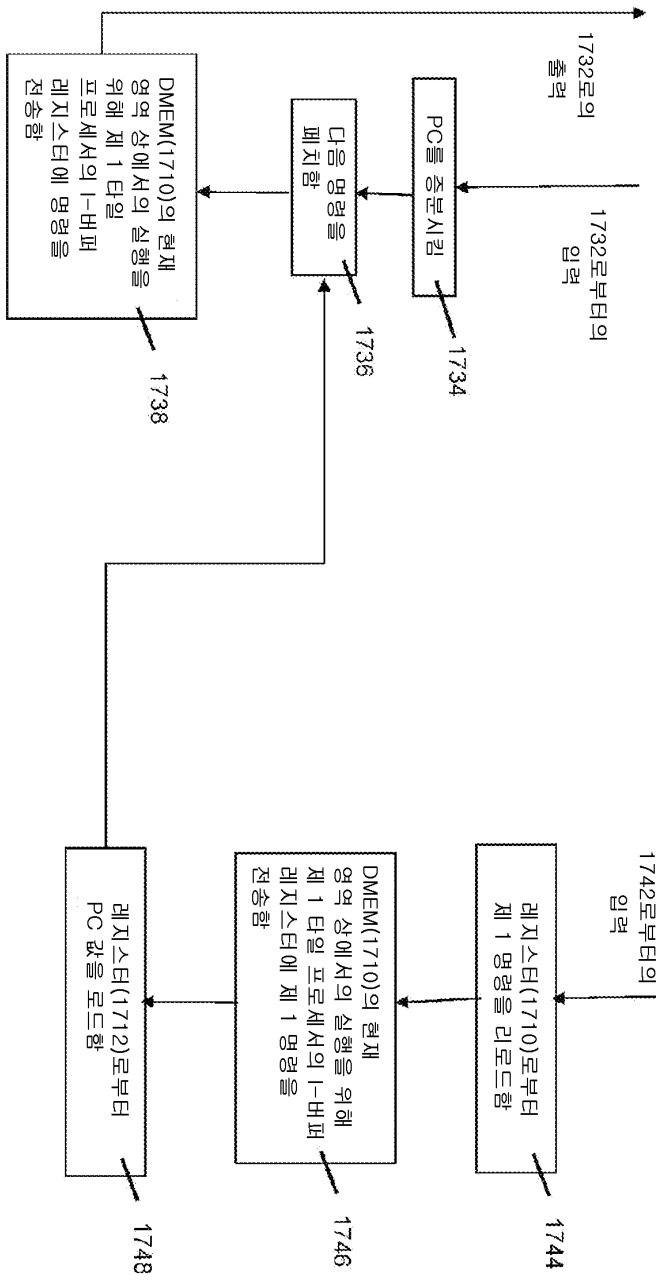 1732로의
출력
1732로부터의
입력
PC를 증분시킴
1734
다음 명령을
페치함
1736
DMEM(1710)의 현재
영역 상에서의 실행을
위해 제 1 타일
프로세서의 I-버퍼
레지스터에 명령을
전송함
1738
1742로부터의
입력
레지스터(1710)로부터
제 1 명령을 리로드함
1744
DMEM(1710)의 현재
영역 상에서의 실행을 위해
제 1 타일 프로세서의 I-버퍼
레지스터에 제 1 명령을
전송함
1746
레지스터(1712)로부터
PC 값을 로드함
1748